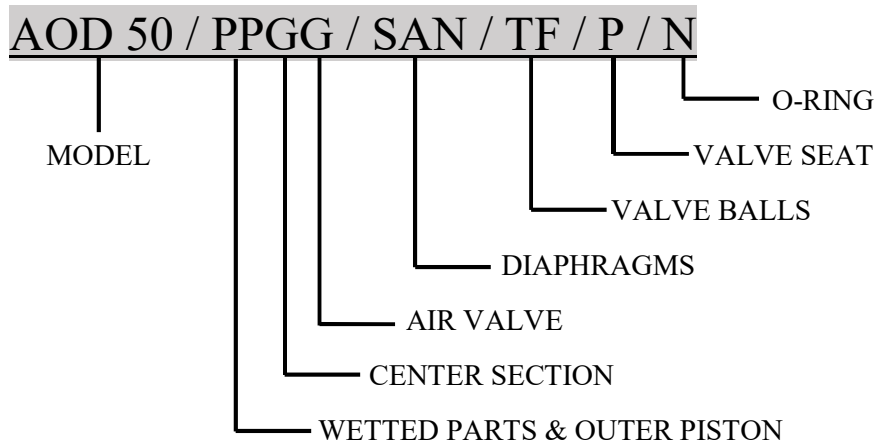 AOD 50 / PPGG / SAN / TF / P / N
O-RING
MODEL
VALVE SEAT
VALVE BALLS
DIAPHRAGMS
AIR VALVE
CENTER SECTION
WETTED PARTS & OUTER PISTON